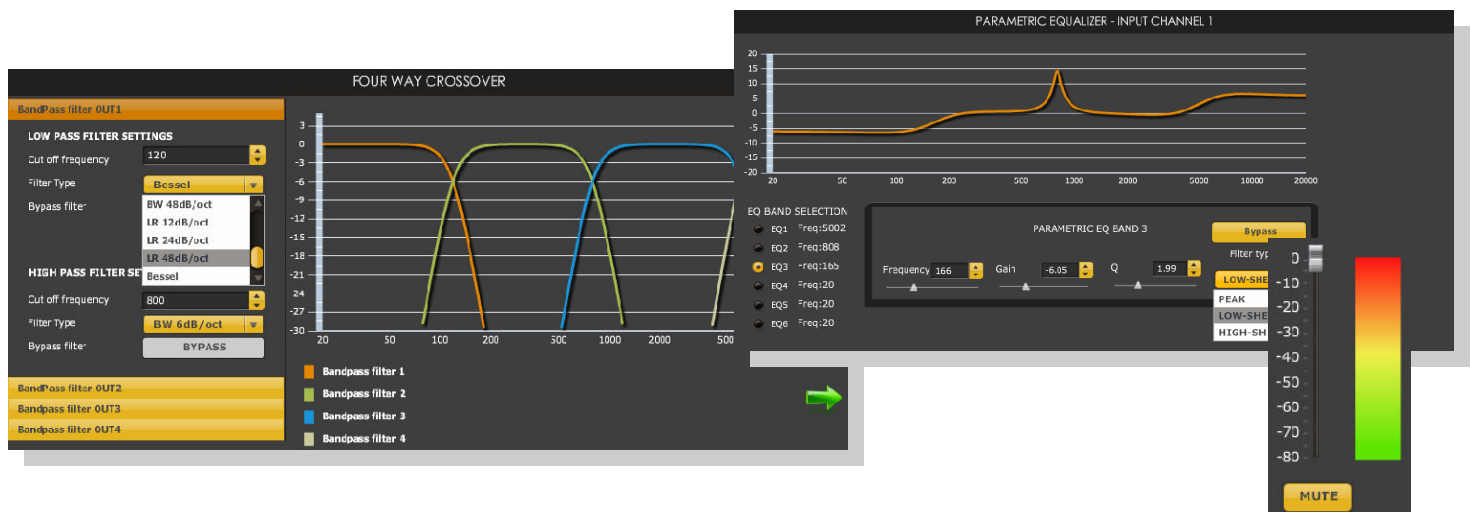 FOUR WAY CROSSOVER
BandPass filter OUT1
LOW PASS FILTER SETTINGS
Cut off frequency 120
Filter Type Bessel
Bypass filter
BW 48dB/oct
LR 12dB/oct
LR 24dB/oct
LR 48dB/oct
Bessel
HIGH PASS FILTER SE
Cut off frequency 800
Filter Type BW 6dB/oct
Bypass filter BYPASS
BandPass filter OUT2
Bandpass filter OUT3
Bandpass filter OUT4
3
0
-3
-6
-9
-12
-15
-18
-21
24
-27
-30
20 50 100 200 500 1000 2000 500
Bandpass filter 1
Bandpass filter 2
Bandpass filter 3
Bandpass filter 4
PARAMETRIC EQUALIZER - INPUT CHANNEL 1
20
15
10
5
0
-5
-10
-15
-20
20 50 100 200 500 1000 2000 5000 10000 20000
EQ BAND SELECTION
EQ1 Freq:5002
EQ2 Freq:808
EQ3 Freq:165
EQ4 Freq:20
EQ5 Freq:20
EQ6 Freq:20
PARAMETRIC EQ BAND 3
Frequency 166 Gain -6.05 Q 1.99
Bypass
Filter typ
LOW-SHE
PEAK
LOW-SHE
HIGH-SH
0
-10
-20
-30
-40
-50
-60
-70
-80
MUTE